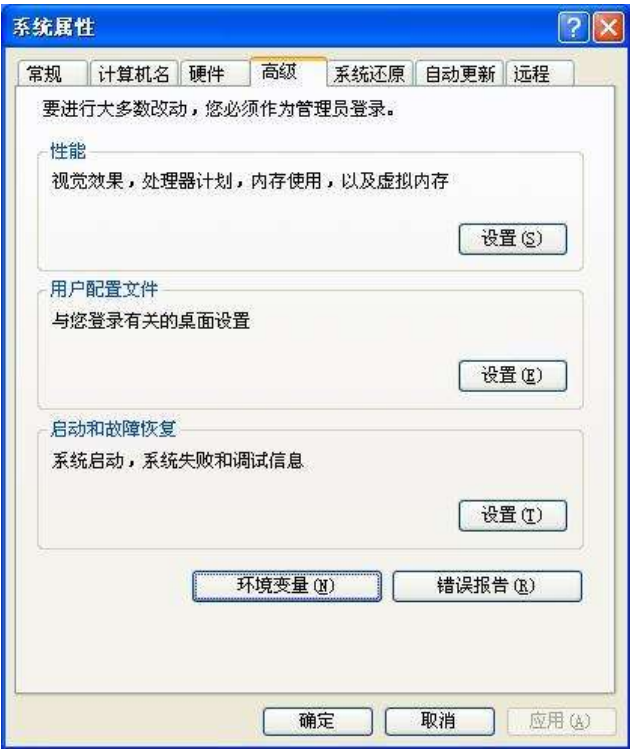 系统属性
常规 计算机名 硬件 高级 系统还原 自动更新 远程
要进行大多数改动，您必须作为管理员登录。
性能
视觉效果，处理器计划，内存使用，以及虚拟内存
设置(S)
用户配置文件
与您登录有关的桌面设置
设置(E)
启动和故障恢复
系统启动，系统失败和调试信息
设置(T)
环境变量(N) 错误报告(R)
确定 取消 应用(A)